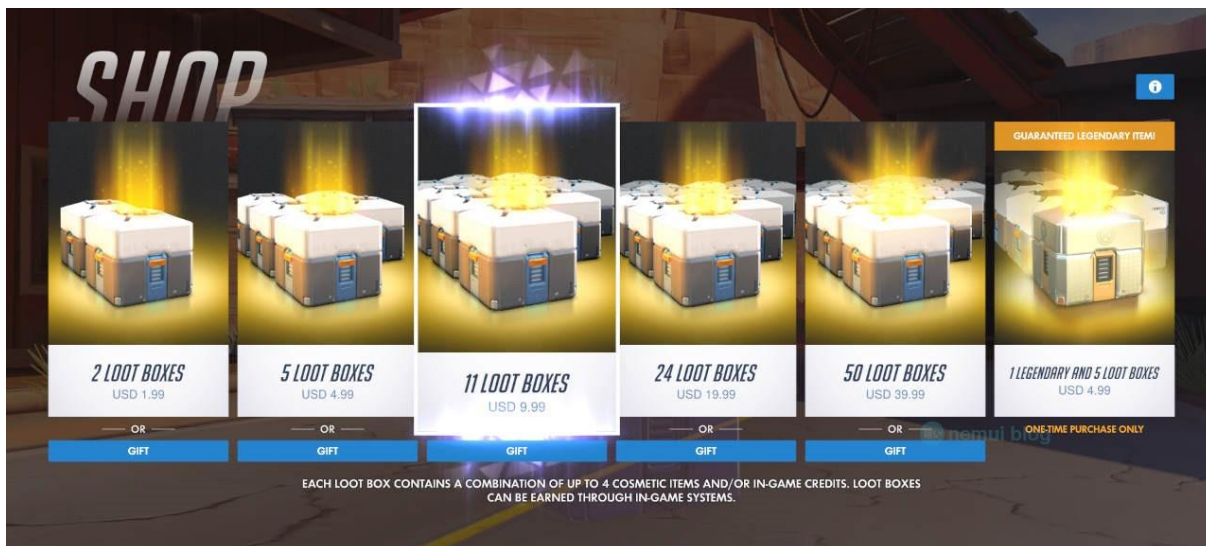 SHOP
GUARANTEED LEGENDARY ITEM!
2 LOOT BOXES
USD 1.99
OR
GIFT
5 LOOT BOXES
USD 4.99
OR
GIFT
11 LOOT BOXES
USD 9.99
GIFT
24 LOOT BOXES
USD 19.99
OR
GIFT
50 LOOT BOXES
USD 39.99
OR
GIFT
1 LEGENDARY AND 5 LOOT BOXES
USD 4.99
ONE-TIME PURCHASE ONLY
nemui blog
EACH LOOT BOX CONTAINS A COMBINATION OF UP TO 4 COSMETIC ITEMS AND/OR IN-GAME CREDITS. LOOT BOXES
CAN BE EARNED THROUGH IN-GAME SYSTEMS.